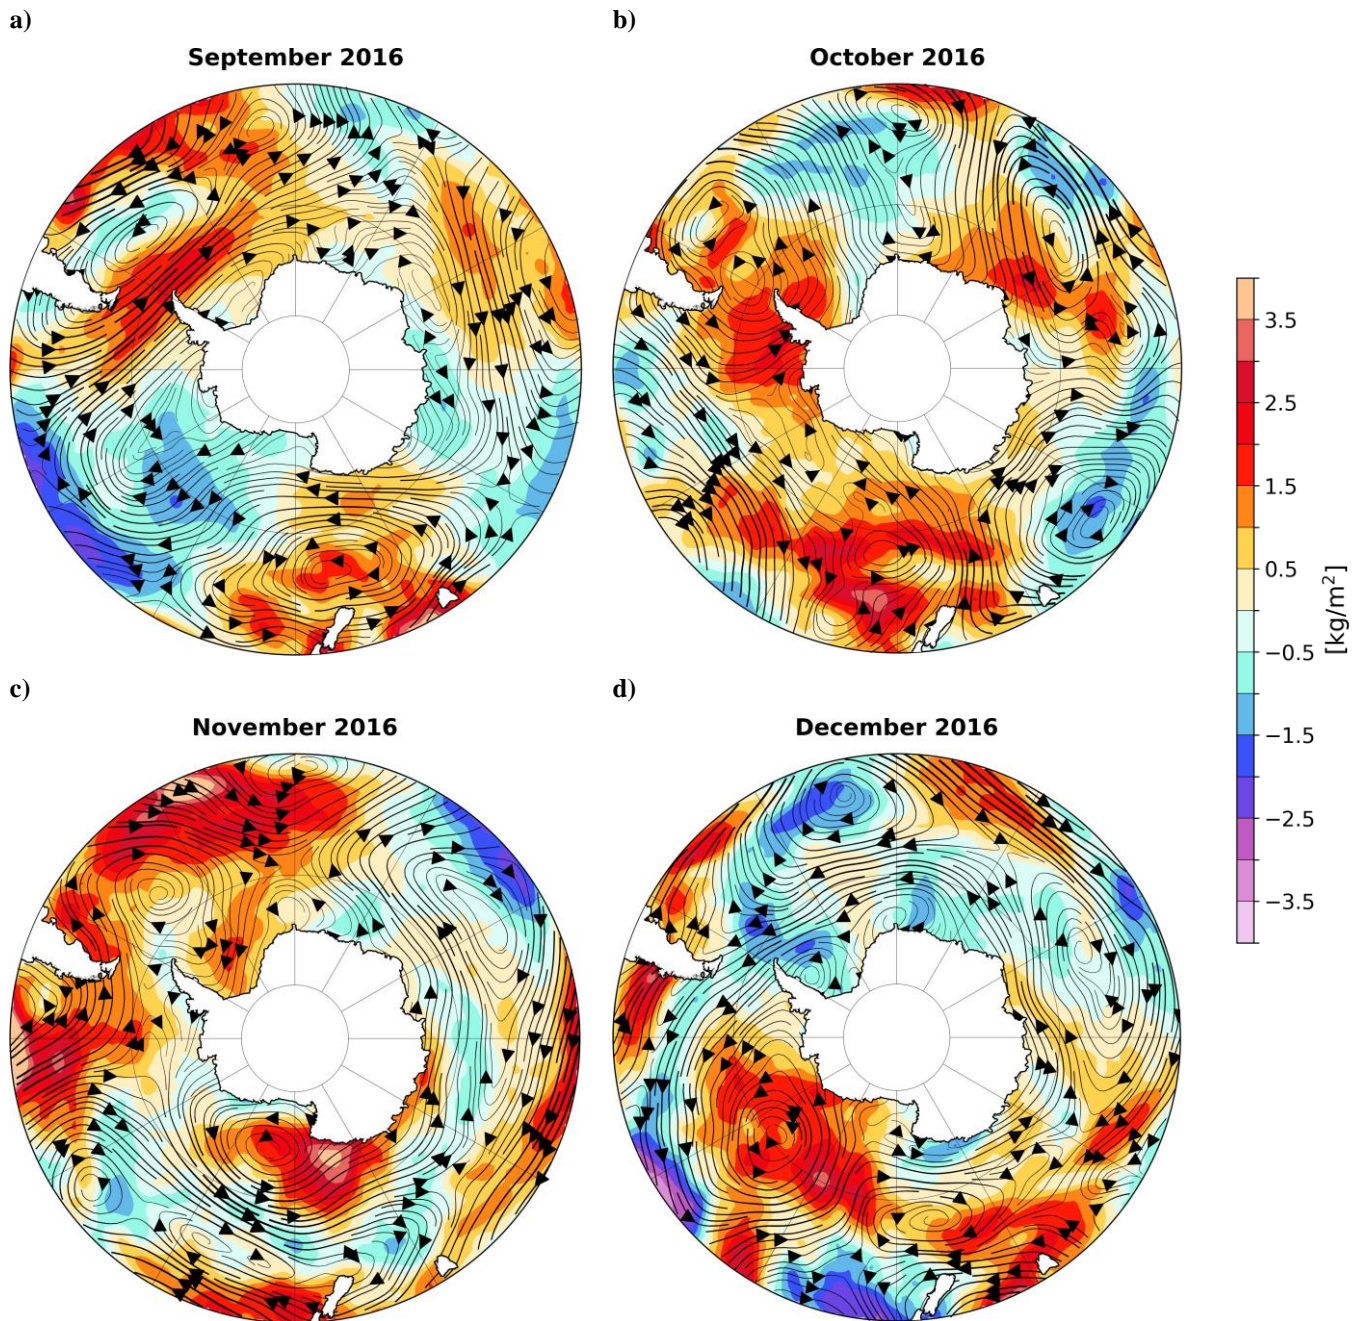 a)
September 2016
b)
October 2016
c)
November 2016
d)
December 2016
3.5
2.5
1.5
0.5
−0.5
−1.5
−2.5
−3.5
[kg/m²]